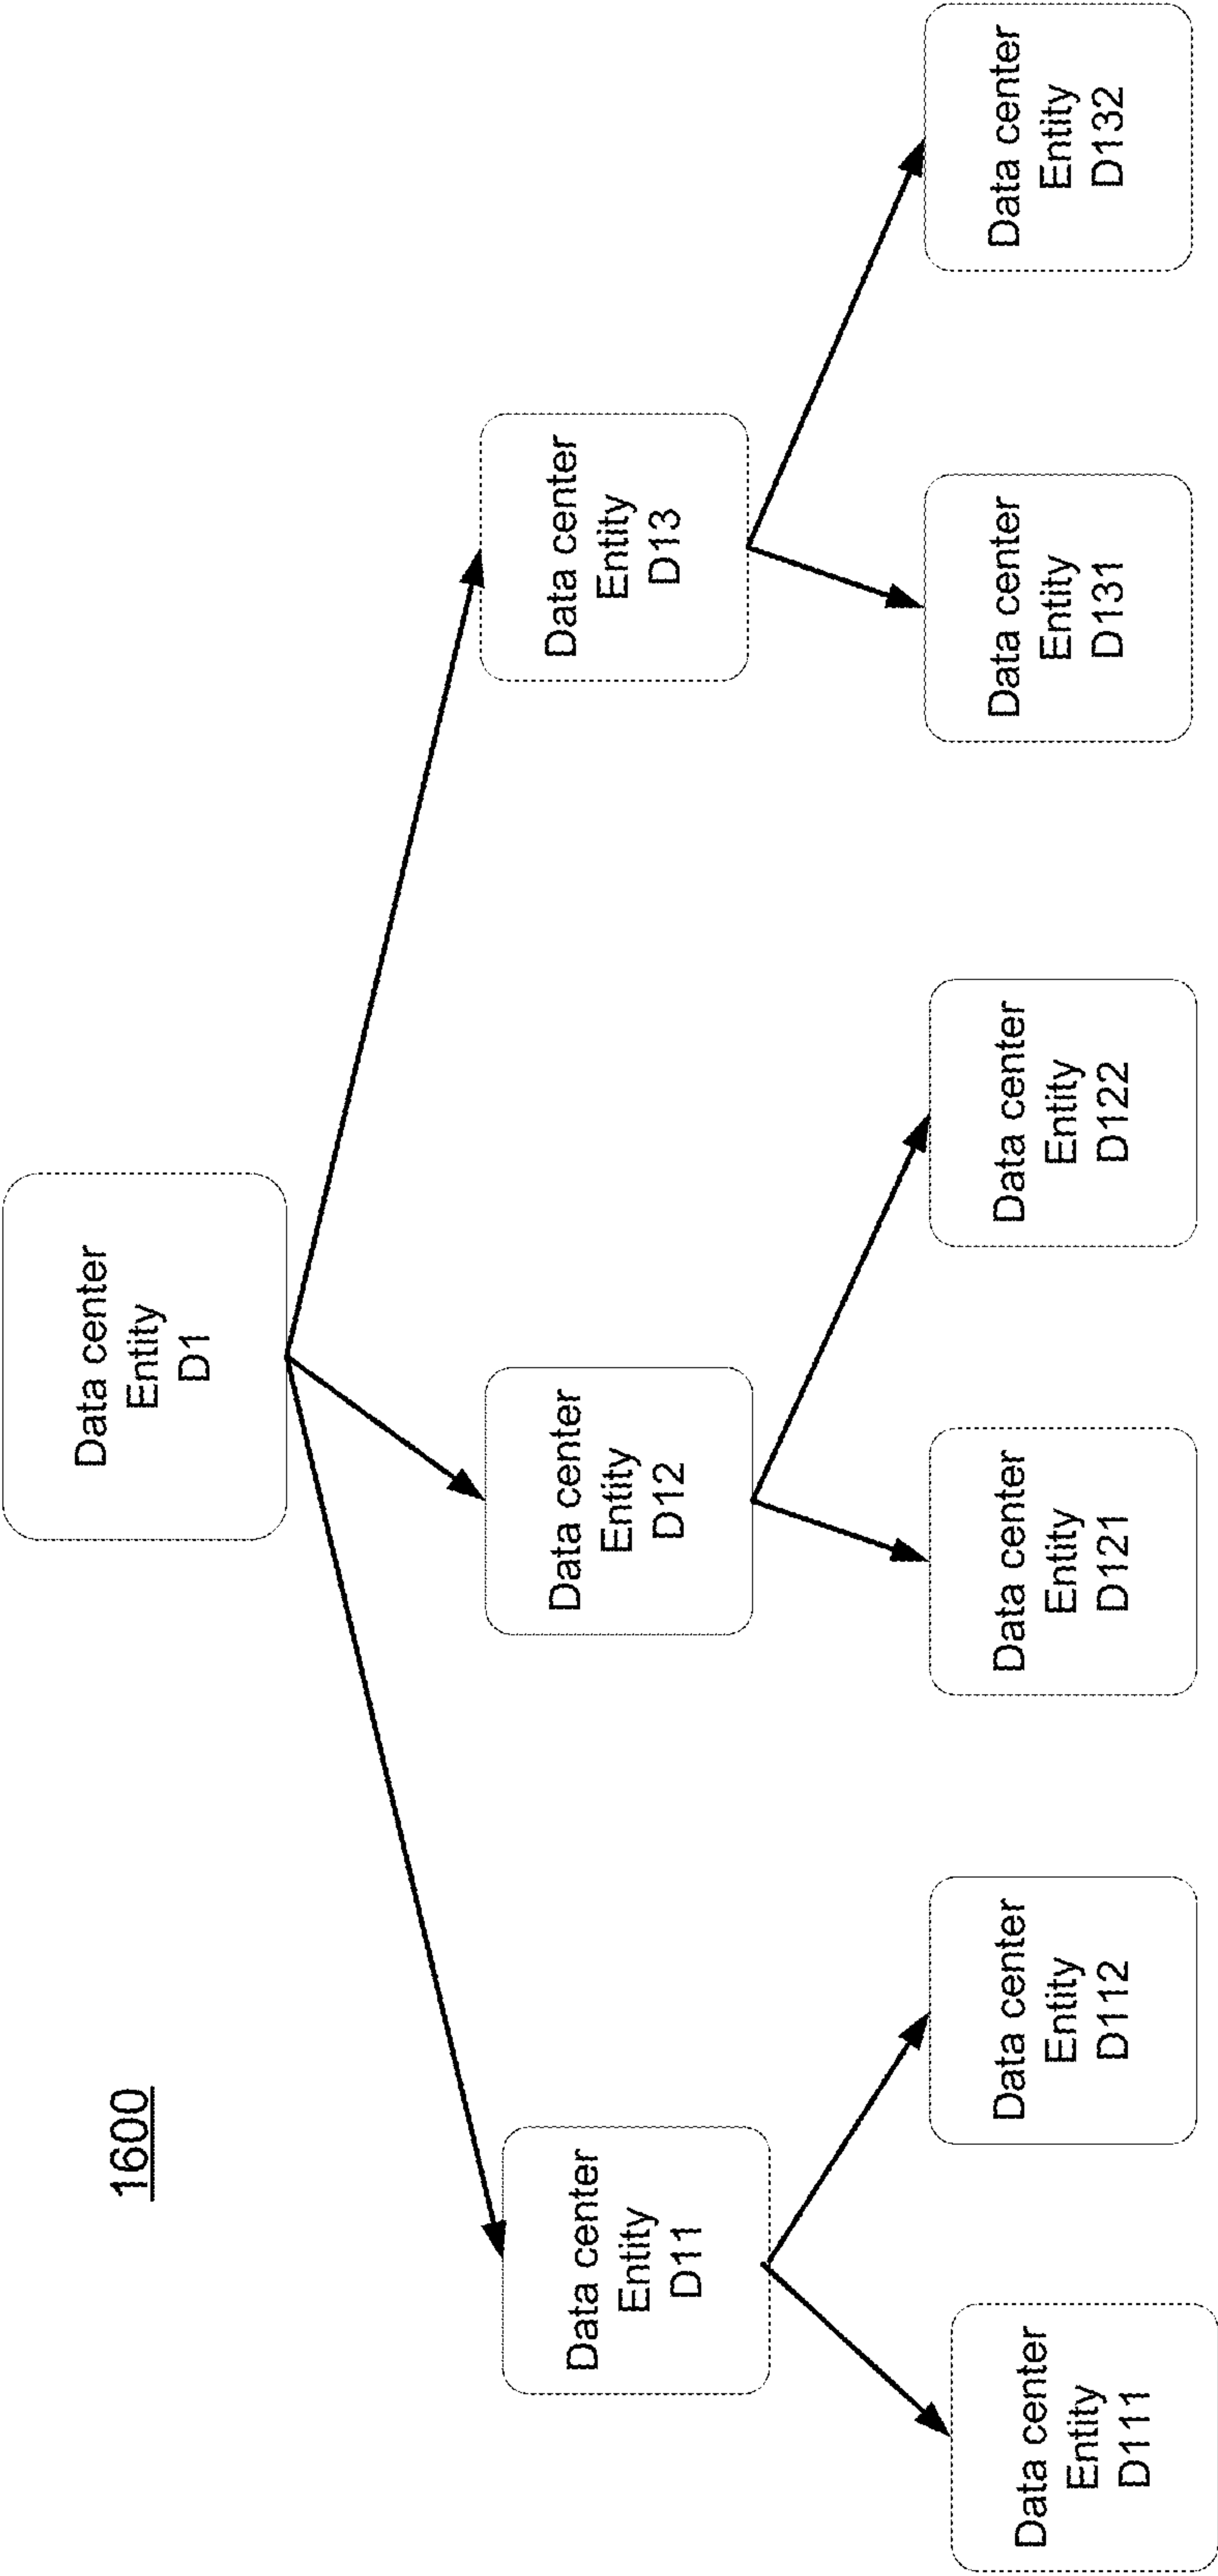 1600
Data center
Entity
D1
Data center
Entity
D11
Data center
Entity
D12
Data center
Entity
D13
Data center
Entity
D111
Data center
Entity
D112
Data center
Entity
D121
Data center
Entity
D122
Data center
Entity
D131
Data center
Entity
D132